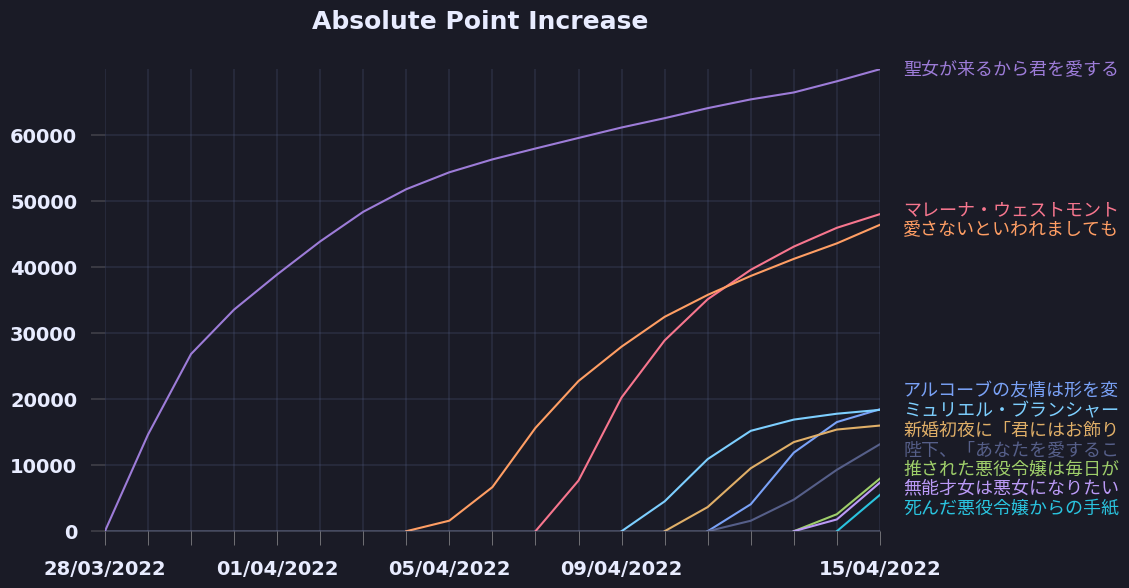 Absolute Point Increase
聖女が来るから君を愛する
60000
50000
マレーナ・ウェストモント
愛さないといわれましても
40000
30000
20000
アルコーブの友情は形を変
ミュリエル・ブランシャー
新婚初夜に「君にはお飾り
陛下、「あなたを愛するこ
10000
推された悪役令嬢は毎日が
無能才女は悪女になりたい
死んだ悪役令嬢からの手紙
0
28/03/2022 01/04/2022 05/04/2022 09/04/2022 15/04/2022